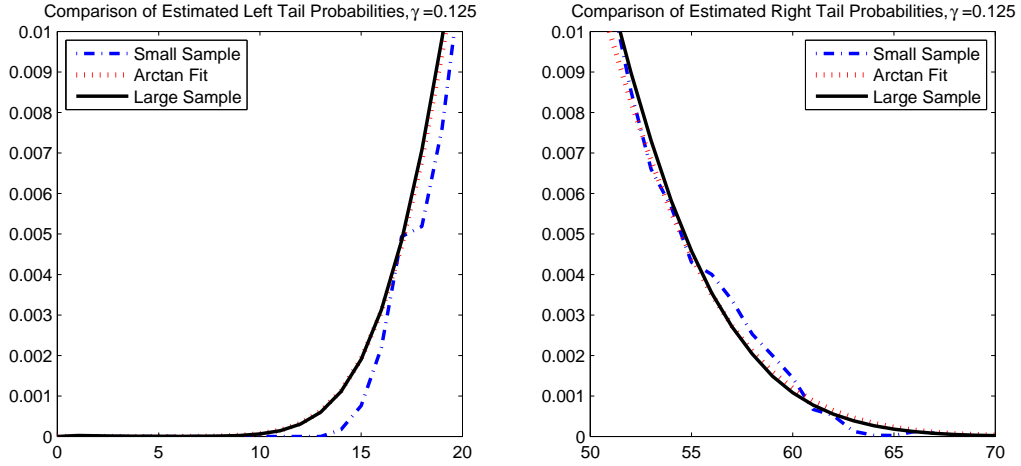 Comparison of Estimated Left Tail Probabilities, γ=0.125
0.01
0.009
0.008
0.007
0.006
0.005
0.004
0.003
0.002
0.001
0
0 5 10 15 20
Small Sample
Arctan Fit
Large Sample
Comparison of Estimated Right Tail Probabilities, γ=0.125
0.01
0.009
0.008
0.007
0.006
0.005
0.004
0.003
0.002
0.001
0
50 55 60 65 70
Small Sample
Arctan Fit
Large Sample